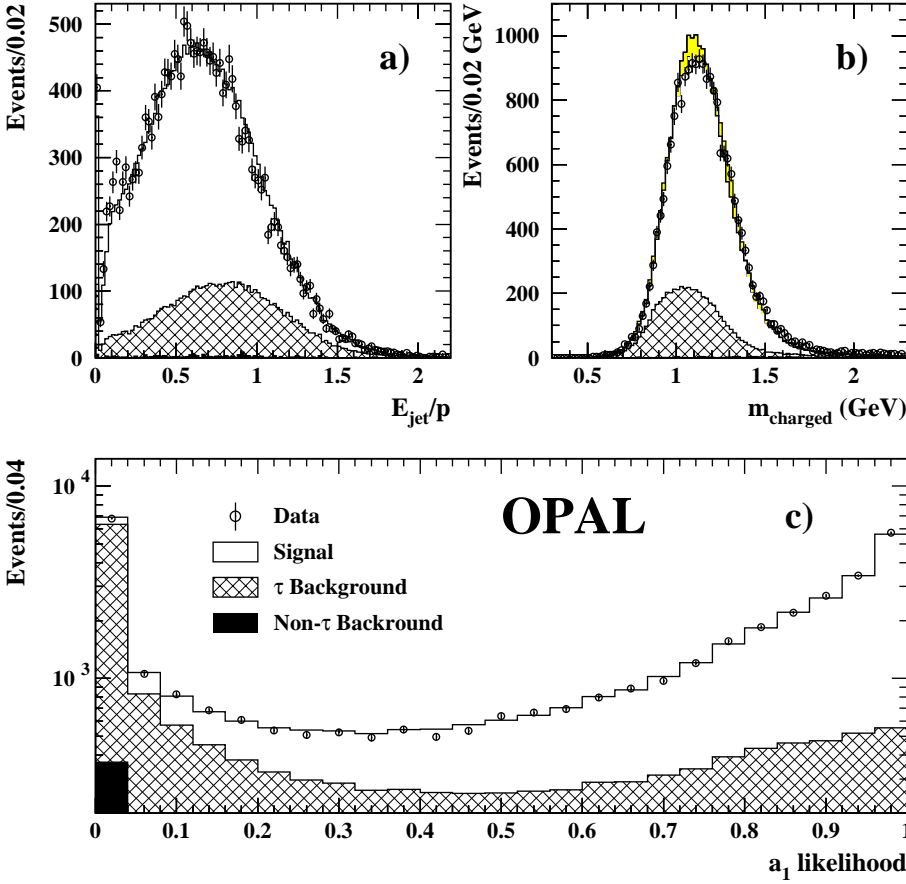 Events/0.02
500
400
300
200
100
0
a)
0 0.5 1 1.5 2
E_jet/p
Events/0.02 GeV
1000
800
600
400
200
0
b)
0.5 1 1.5 2
m_charged (GeV)
Events/0.04
10^4
10^3
OPAL
c)
Data
Signal
τ Background
Non-τ Backround
0 0.1 0.2 0.3 0.4 0.5 0.6 0.7 0.8 0.9 1
a_1 likelihood